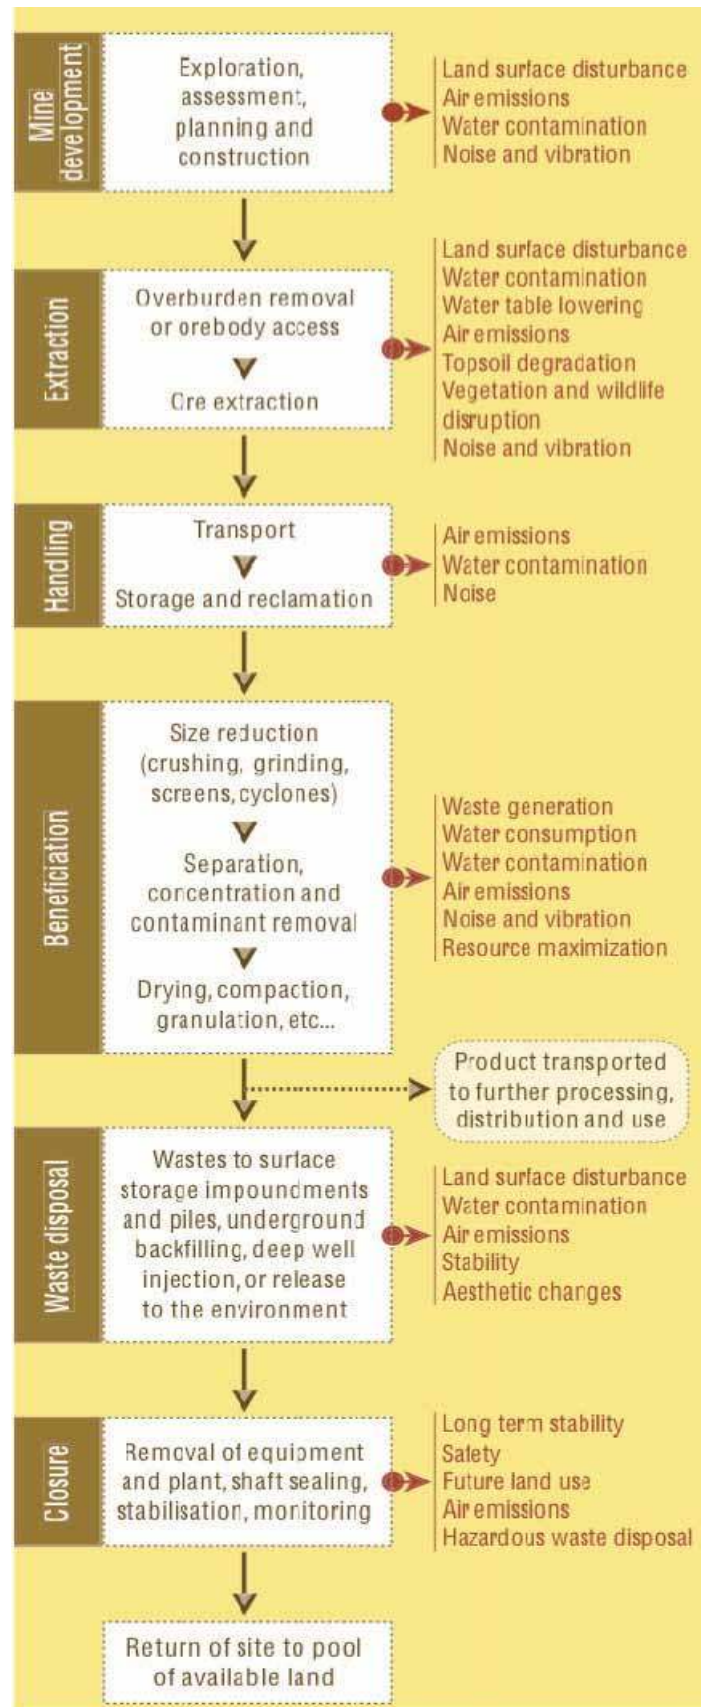 Mine
development
Exploration,
assessment,
planning and
construction
Land surface disturbance
Air emissions
Water contamination
Noise and vibration
Extraction
Overburden removal
or orebody access
Cre extraction
Land surface disturbance
Water contamination
Water table lowering
Air emissions
Topsoil degradation
Vegetation and wildlife
disruption
Noise and vibration
Handling
Transport
Storage and reclamation
Air emissions
Water contamination
Noise
Beneficiation
Size reduction
(crushing, grinding,
screens, cyclones)
Separation,
concentration and
contaminant removal
Drying, compaction,
granulation, etc...
Waste generation
Water consumption
Water contamination
Air emissions
Noise and vibration
Resource maximization
Product transported
to further processing,
distribution and use
Waste disposal
Wastes to surface
storage impoundments
and piles, underground
backfilling, deep well
injection, or release
to the environment
Land surface disturbance
Water contamination
Air emissions
Stability
Aesthetic changes
Closure
Removal of equipment
and plant, shaft sealing,
stabilisation, monitoring
Long term stability
Safety
Future land use
Air emissions
Hazardous waste disposal
Return of site to pool
of available land